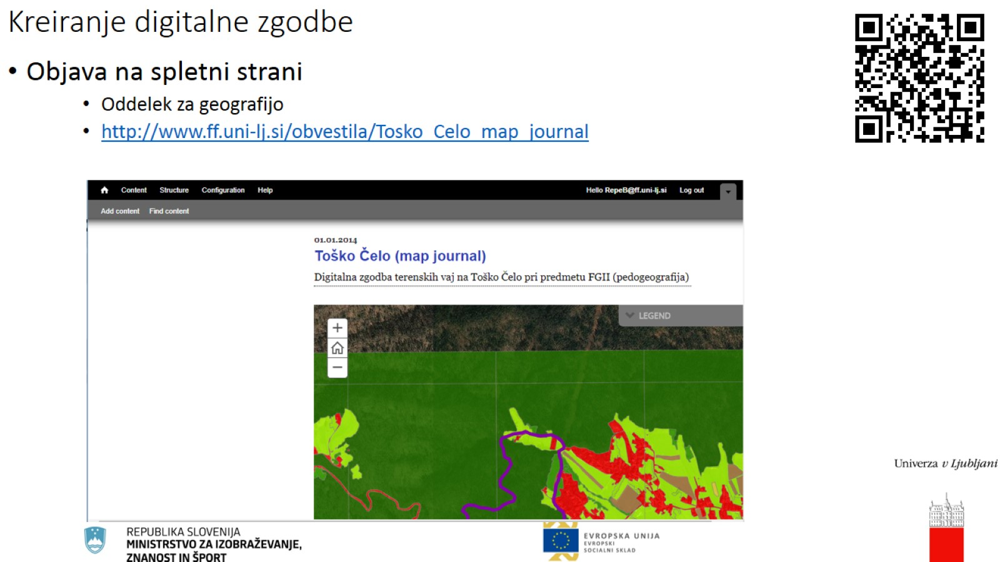 Kreiranje digitalne zgodbe
• Objava na spletni strani
• Oddelek za geografijo
• http://www.ff.uni-lj.si/obvestila/Tosko_Celo_map_journal
Content Structure Configuration Help Hello RepeB@ff.uni-lj.si Log out
Add content Find content
01.01.2014
Toško Čelo (map journal)
Digitalna zgodba terenskih vaj na Toško Čelo pri predmetu FGII (pedogeografija)
LEGEND
+
−
Univerza v Ljubljani
REPUBLIKA SLOVENIJA
MINISTRSTVO ZA IZOBRAŽEVANJE,
ZNANOST IN ŠPORT
EVROPSKA UNIJA
EVROPSKI
SOCIALNI SKLAD